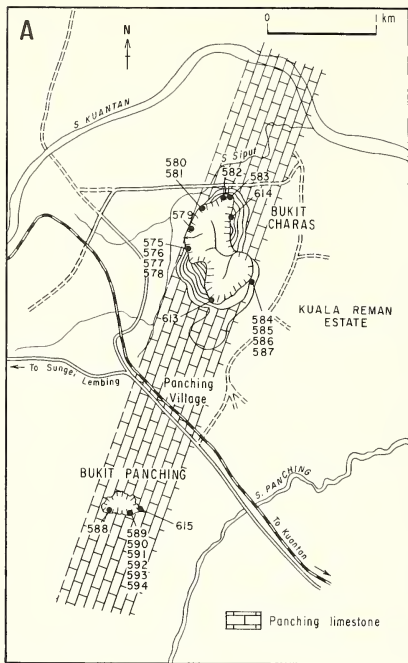 A
0 1 km
N
S KUANTAN
S Siput
580
581
582
583
614
579
BUKIT
CHARAS
575
576
577
578
613
584
585
586
587
KUALA REMAN
ESTATE
To Sunge, Lembing
Panching
Village
BUKIT PANCHING
S. PANCHING
To Kuantan
588
589
590
591
592
593
594
615
Panching limestone